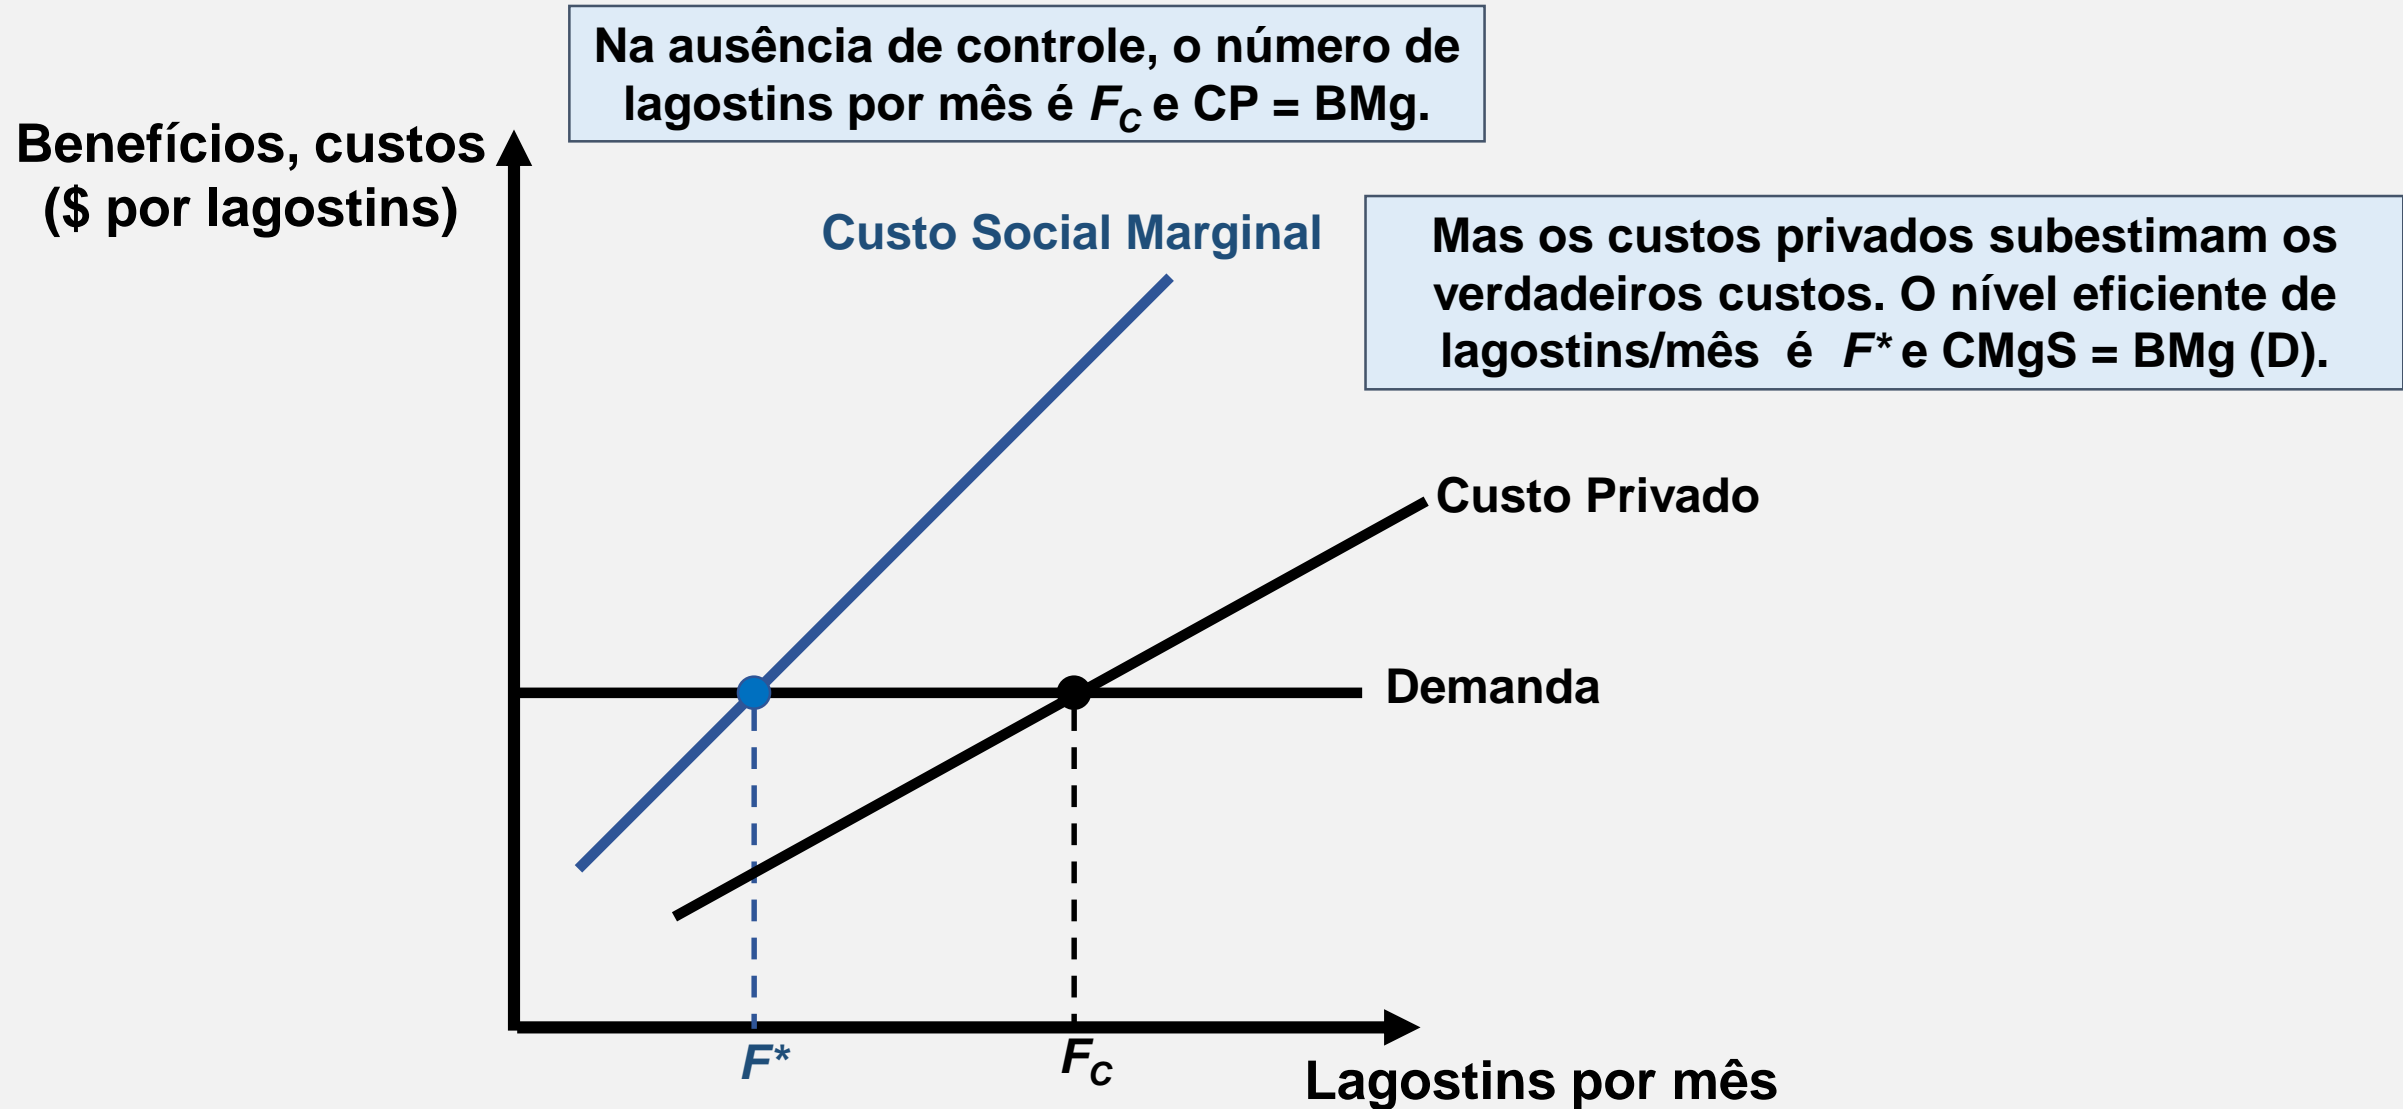 Na ausência de controle, o número de
lagostins por mês é FC e CP = BMg.
Benefícios, custos
($ por lagostins)
Custo Social Marginal
Mas os custos privados subestimam os
verdadeiros custos. O nível eficiente de
lagostins/mês é F* e CMgS = BMg (D).
Custo Privado
Demanda
F*
FC
Lagostins por mês